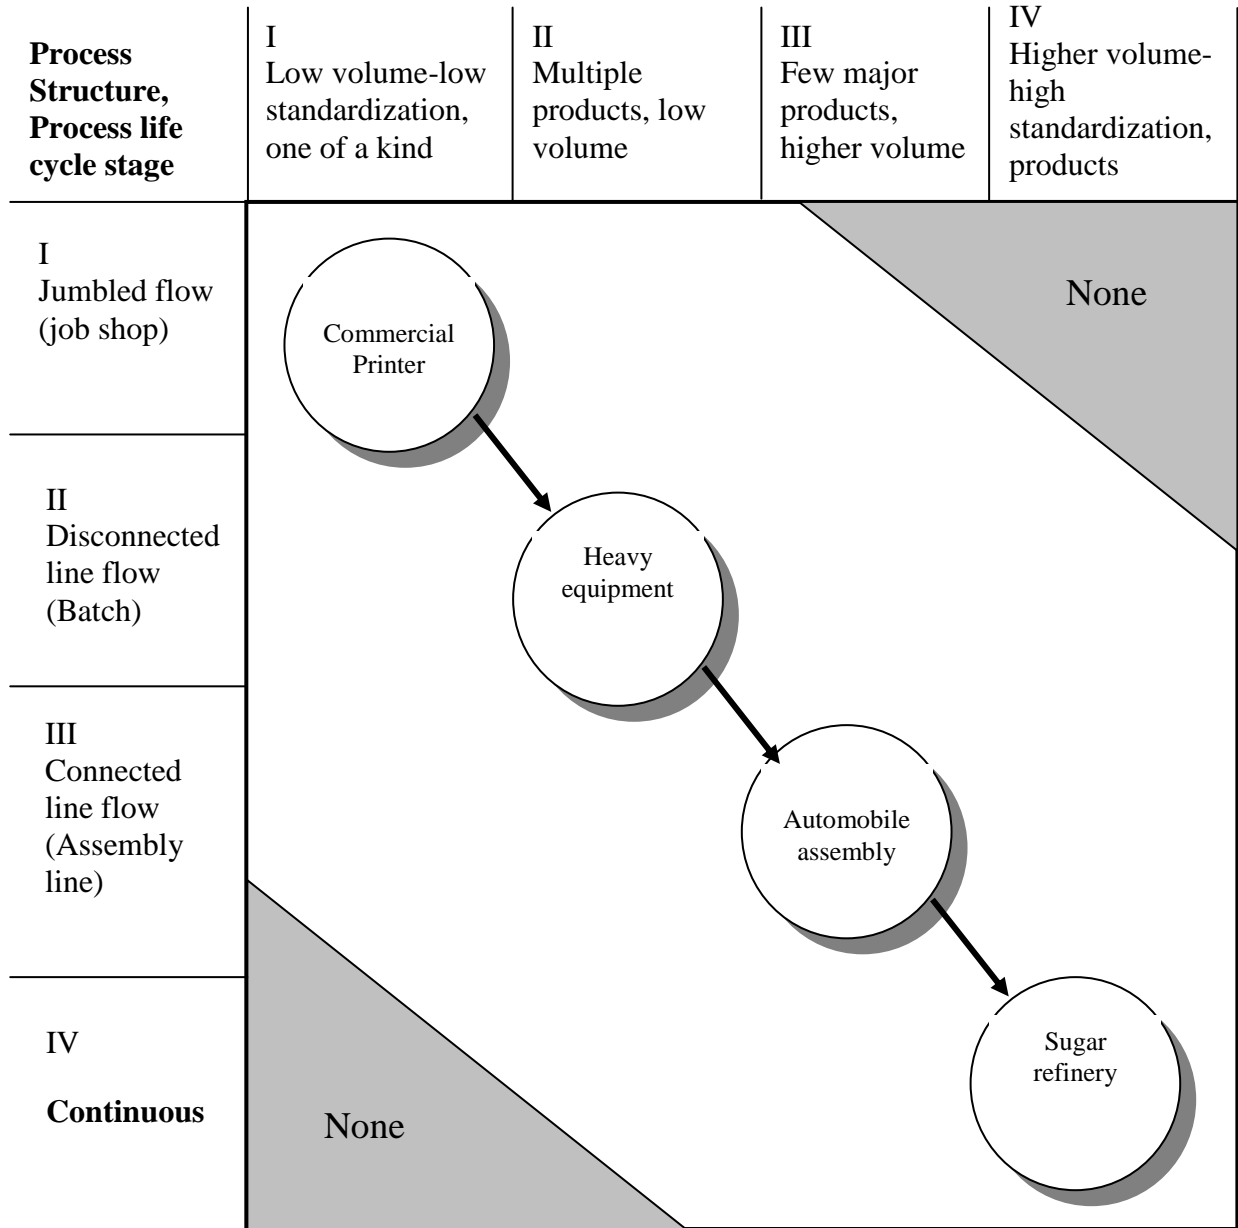 Process
Structure,
Process life
cycle stage
I
Low volume-low
standardization,
one of a kind
II
Multiple
products, low
volume
III
Few major
products,
higher volume
IV
Higher volume-
high
standardization,
products
I
Jumbled flow
(job shop)
Commercial
Printer
None
II
Disconnected
line flow
(Batch)
Heavy
equipment
III
Connected
line flow
(Assembly
line)
Automobile
assembly
IV
Continuous
None
Sugar
refinery